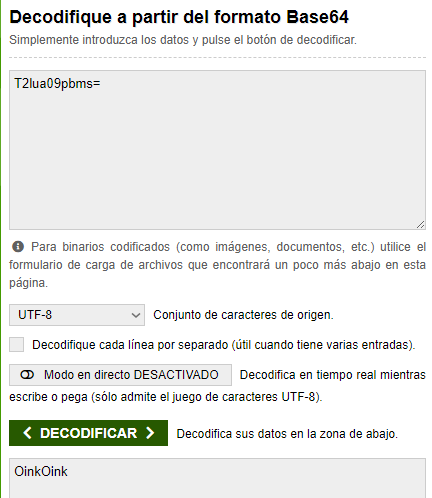 Decodifique a partir del formato Base64
Simplemente introduzca los datos y pulse el botón de decodificar.
T2lua09pbms=
Para binarios codificados (como imágenes, documentos, etc.) utilice el
formulario de carga de archivos que encontrará un poco más abajo en esta
página.
UTF-8 Conjunto de caracteres de origen.
Decodifique cada línea por separado (útil cuando tiene varias entradas).
Modo en directo DESACTIVADO Decodifica en tiempo real mientras
escribe o pega (sólo admite el juego de caracteres UTF-8).
DECODIFICAR Decodifica sus datos en la zona de abajo.
OinkOink